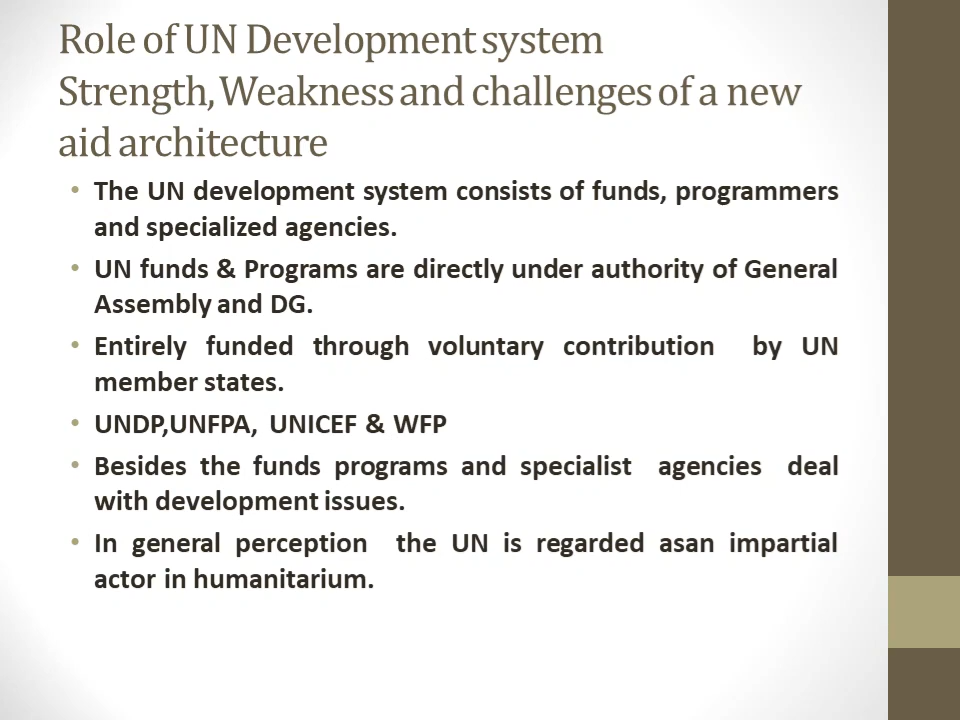 Role of UN Development system
Strength, Weakness and challenges of a new
aid architecture
• The UN development system consists of funds, programmers
and specialized agencies.
• UN funds & Programs are directly under authority of General
Assembly and DG.
• Entirely funded through voluntary contribution by UN
member states.
• UNDP,UNFPA, UNICEF & WFP
• Besides the funds programs and specialist agencies deal
with development issues.
• In general perception the UN is regarded asan impartial
actor in humanitarium.